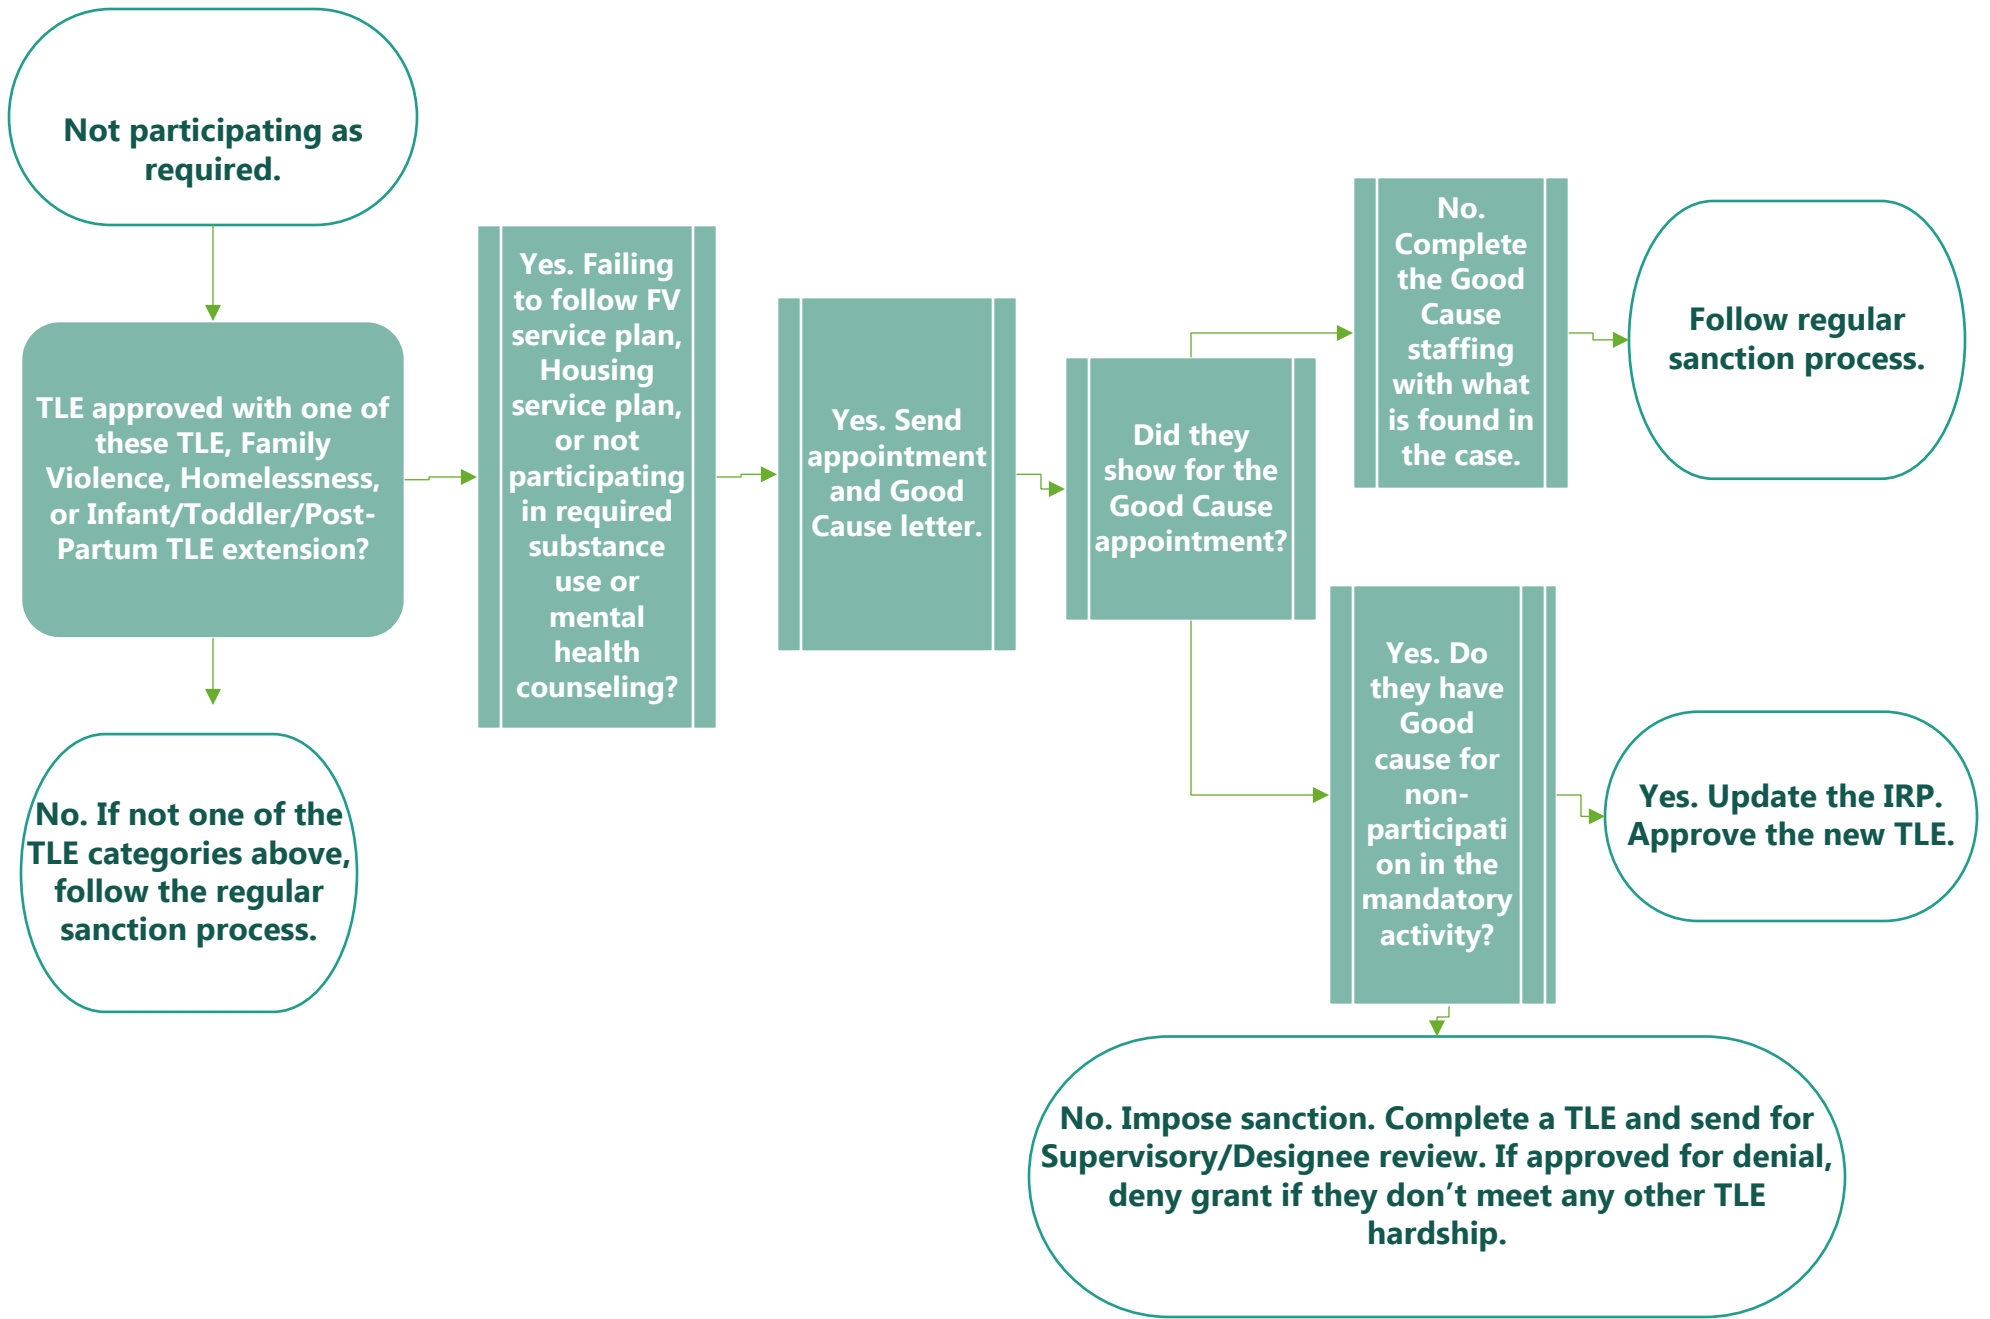 Not participating as
required.
TLE approved with one of
these TLE, Family
Violence, Homelessness,
or Infant/Toddler/Post-
Partum TLE extension?
No. If not one of the
TLE categories above,
follow the regular
sanction process.
Yes. Failing
to follow FV
service plan,
Housing
service plan,
or not
participating
in required
substance
use or
mental
health
counseling?
Yes. Send
appointment
and Good
Cause letter.
Did they
show for the
Good Cause
appointment?
No.
Complete
the Good
Cause
staffing
with what
is found in
the case.
Follow regular
sanction process.
Yes. Do
they have
Good
cause for
non-
participati
on in the
mandatory
activity?
Yes. Update the IRP.
Approve the new TLE.
No. Impose sanction. Complete a TLE and send for
Supervisory/Designee review. If approved for denial,
deny grant if they don’t meet any other TLE
hardship.